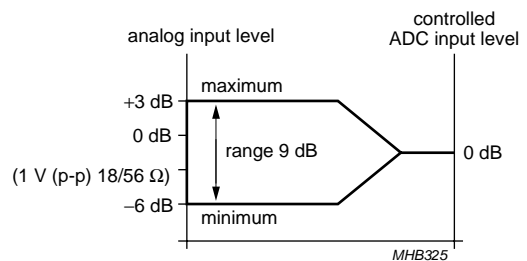 controlled
analog input level
ADC input level
maximum
+3 dB
0 dB
range 9 dB
0 dB
(1 V (p-p) 18/56 Ω)
−6 dB
minimum
MHB325